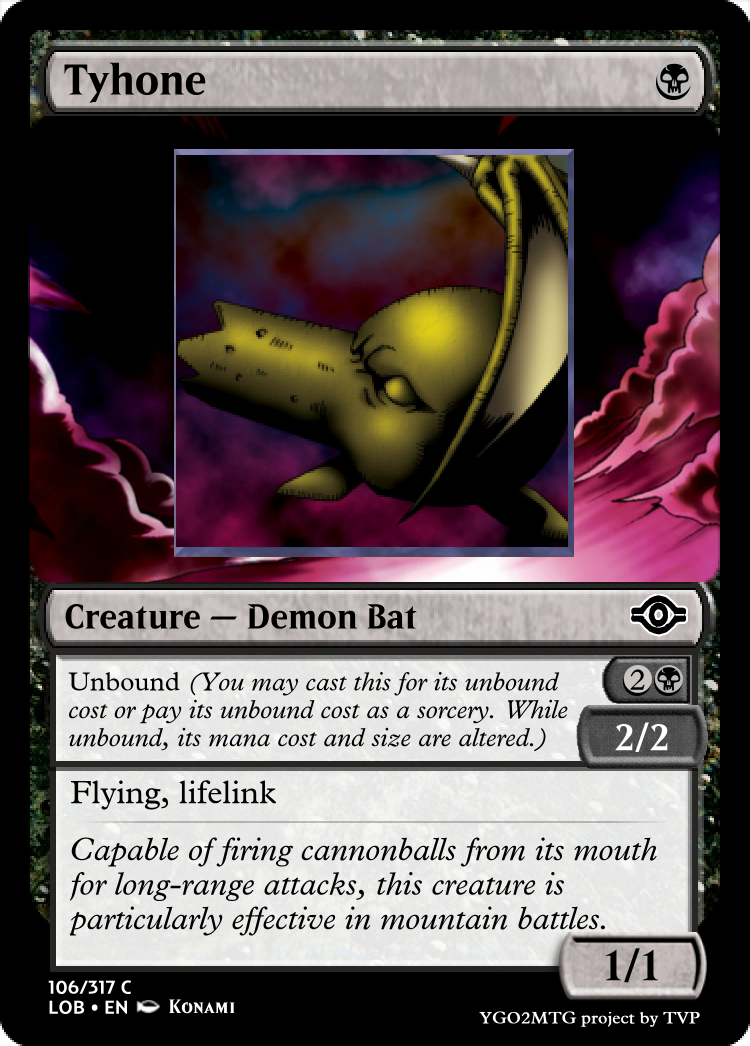 Tyhone
Creature — Demon Bat
Unbound (You may cast this for its unbound
cost or pay its unbound cost as a sorcery. While
unbound, its mana cost and size are altered.)
2
2/2
Flying, lifelink
Capable of firing cannonballs from its mouth
for long-range attacks, this creature is
particularly effective in mountain battles.
1/1
106/317 C
LOB • EN Konami
YGO2MTG project by TVP